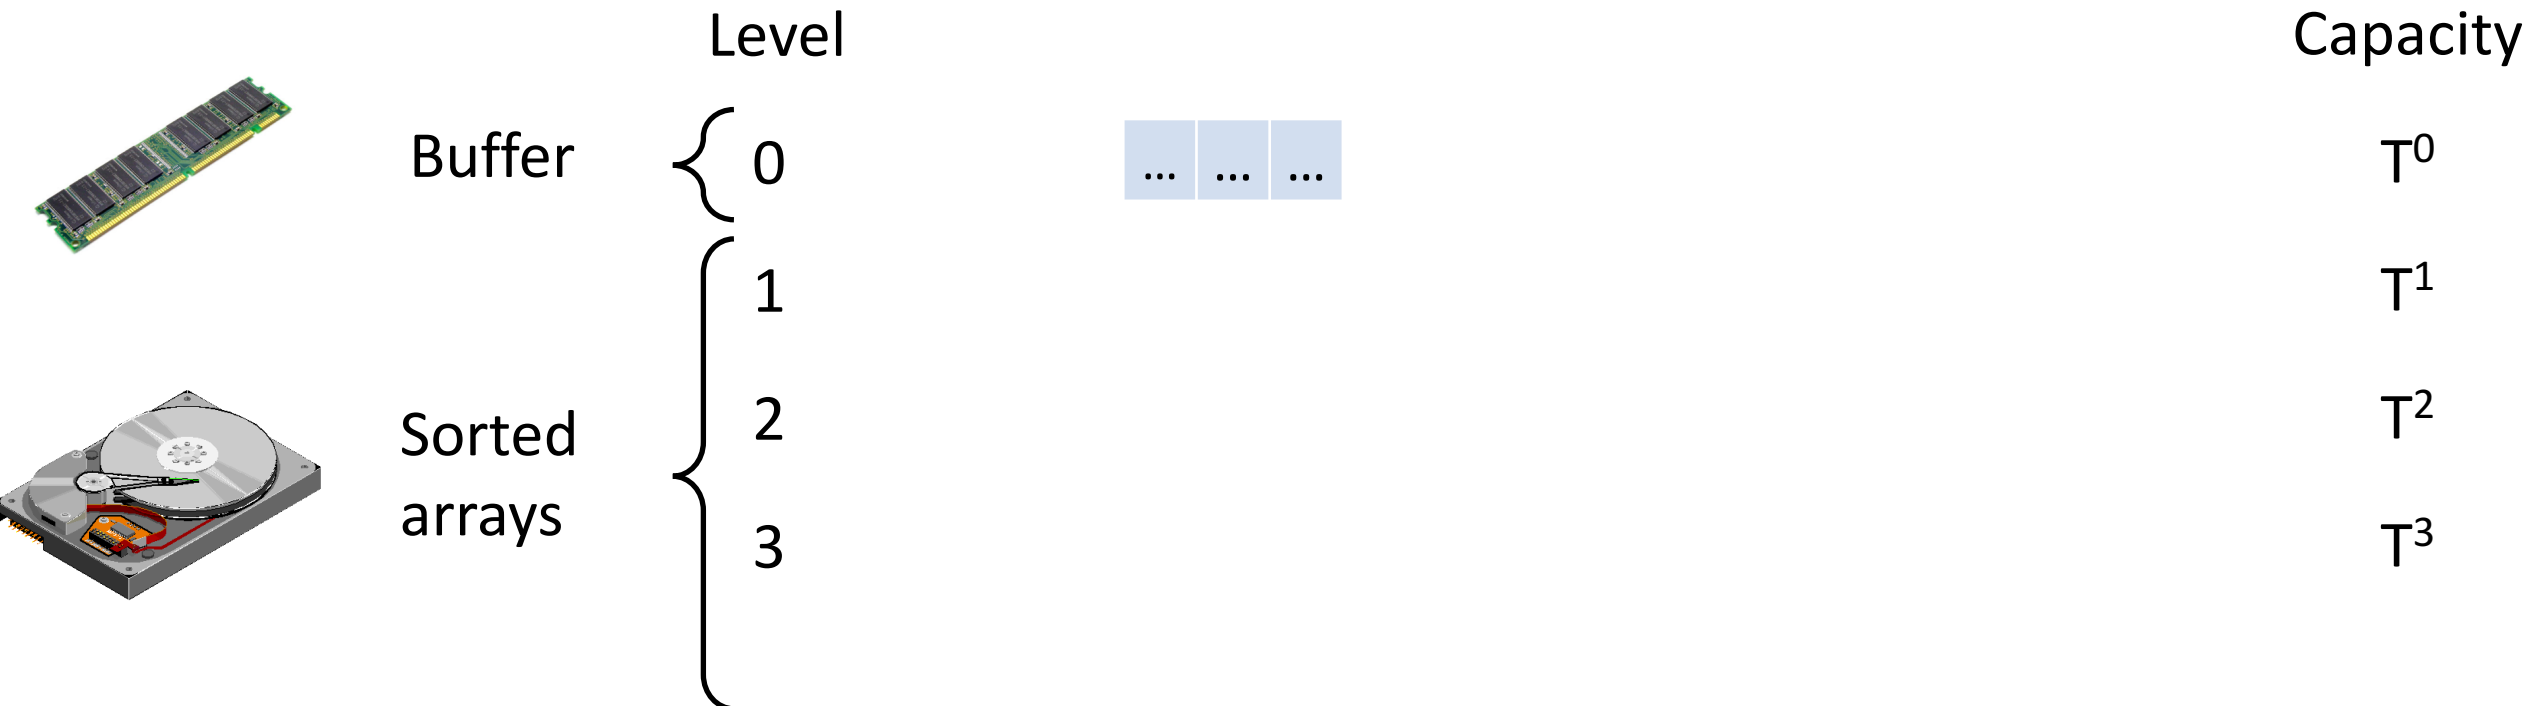 Level Capacity
Buffer 0 ... ... ... T⁰
1 T¹
Sorted 2 T²
arrays 3 T³